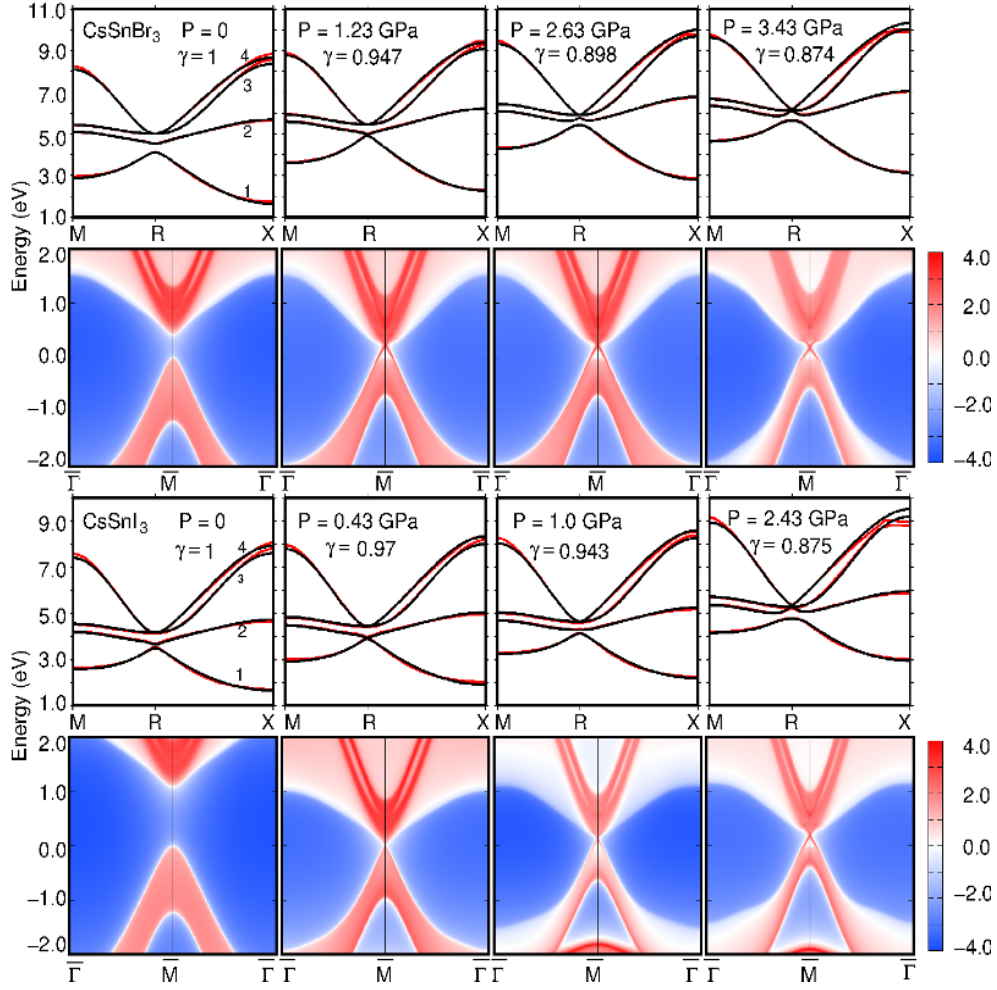 11.0
9.0
7.0
5.0
3.0
1.0
Energy (eV)
CsSnBr3 P = 0
γ = 1
4
3
2
1
P = 1.23 GPa
γ = 0.947
P = 2.63 GPa
γ = 0.898
P = 3.43 GPa
γ = 0.874
M R X M R X M R X M R X
2.0
1.0
0.0
−1.0
−2.0
Γ̅ M̅ Γ̅ Γ̅ M̅ Γ̅ Γ̅ M̅ Γ̅ Γ̅ M̅ Γ̅
4.0
2.0
0.0
−2.0
−4.0
9.0
7.0
5.0
3.0
1.0
Energy (eV)
CsSnI3 P = 0
γ = 1
4
3
2
1
P = 0.43 GPa
γ = 0.97
P = 1.0 GPa
γ = 0.943
P = 2.43 GPa
γ = 0.875
M R X M R X M R X M R X
2.0
1.0
0.0
−1.0
−2.0
Γ̅ M̅ Γ̅ Γ̅ M̅ Γ̅ Γ̅ M̅ Γ̅ Γ̅ M̅ Γ̅
4.0
2.0
0.0
−2.0
−4.0